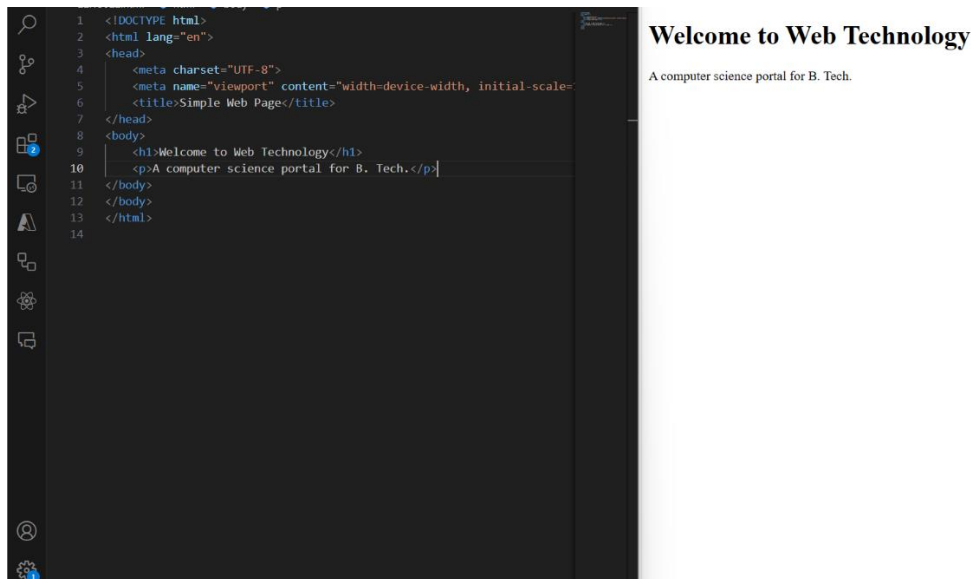 1 <!DOCTYPE html>
2 <html lang="en">
3 <head>
4 <meta charset="UTF-8">
5 <meta name="viewport" content="width=device-width, initial-scale=
6 <title>Simple Web Page</title>
7 </head>
8 <body>
9 <h1>Welcome to Web Technology</h1>
10 <p>A computer science portal for B. Tech.</p>
11 </body>
12 </body>
13 </html>
14
2
1
Welcome to Web Technology
A computer science portal for B. Tech.